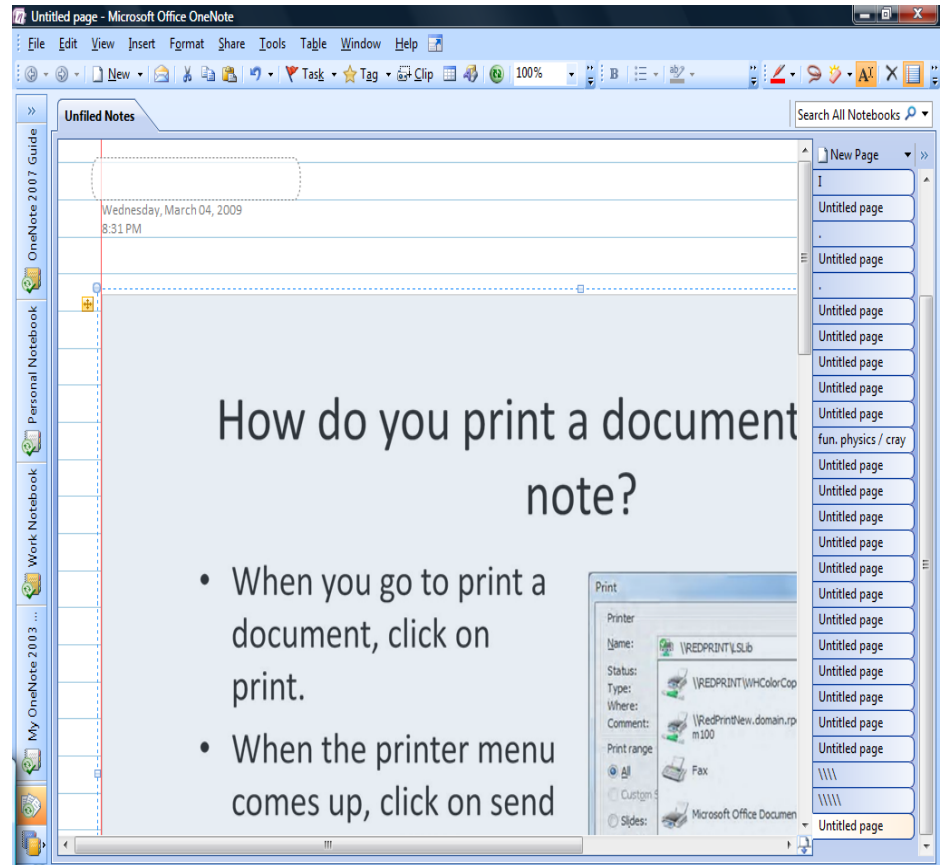 Untitled page - Microsoft Office OneNote
File Edit View Insert Format Share Tools Table Window Help
New Task Tag Clip 100% B
Unfiled Notes
Search All Notebooks
OneNote 2007 Guide
Personal Notebook
Work Notebook
My OneNote 2003 ...
Wednesday, March 04, 2009
8:31 PM
How do you print a document
note?
• When you go to print a
document, click on
print.
• When the printer menu
comes up, click on send
Print
Printer
Name: \\REDPRINT\LSLib
Status:
Type: \\REDPRINT\WHColorCop
Where:
Comment: \\RedPrintNew.domain.rp
m100
Print range
All Fax
Custom S
Slides: Microsoft Office Documen
New Page
I
Untitled page
.
Untitled page
.
Untitled page
Untitled page
Untitled page
Untitled page
Untitled page
fun. physics / cray
Untitled page
Untitled page
Untitled page
Untitled page
Untitled page
Untitled page
Untitled page
Untitled page
Untitled page
Untitled page
Untitled page
Untitled page
\\\\
\\\\\
Untitled page